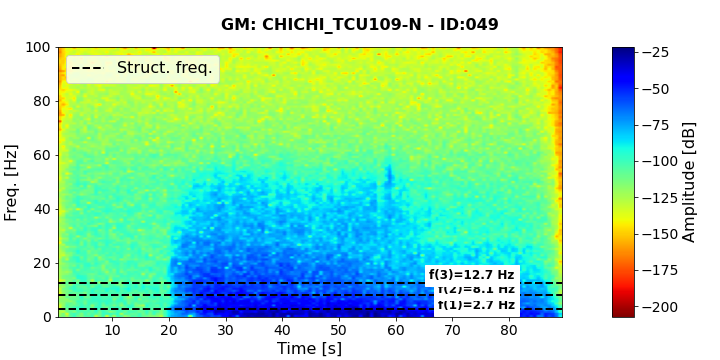 GM: CHICHI_TCU109-N - ID:049
Struct. freq.
100
80
60
40
20
0
Freq. [Hz]
f(3)=12.7 Hz
f(2)=8.1 Hz
f(1)=2.7 Hz
10 20 30 40 50 60 70 80
Time [s]
−25
−50
−75
−100
−125
−150
−175
−200
Amplitude [dB]